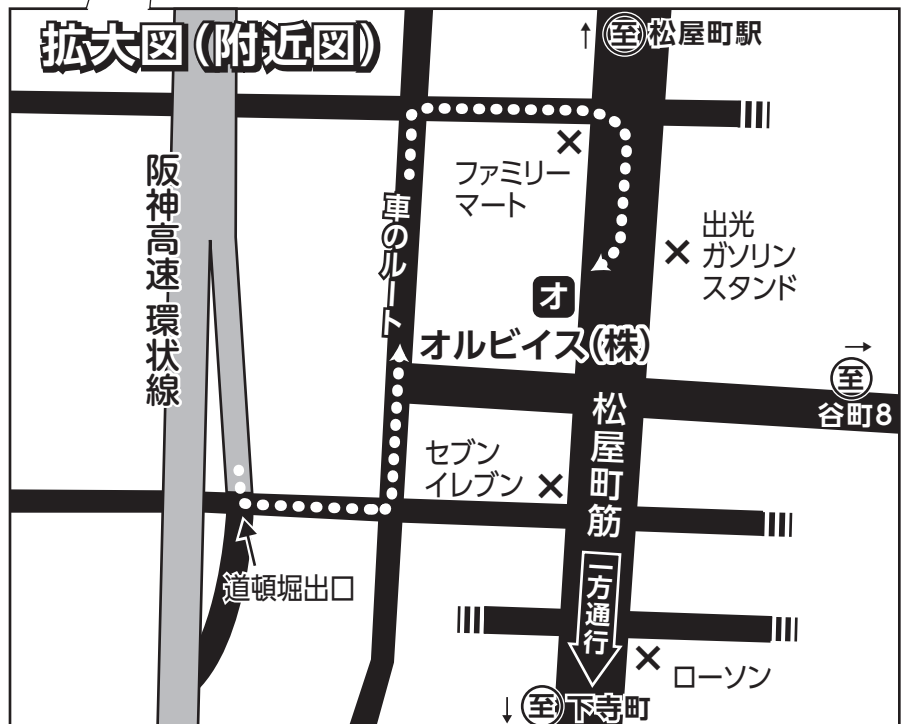 拡大図(附近図)
↑至松屋町駅
阪神高速環状線
車のルート
ファミリー
マート
出光
ガソリン
スタンド
オ
オルビイス(株)
→
至
谷町8
松屋町筋
セブン
イレブン
道頓堀出口
一方通行
ローソン
↓至下寺町